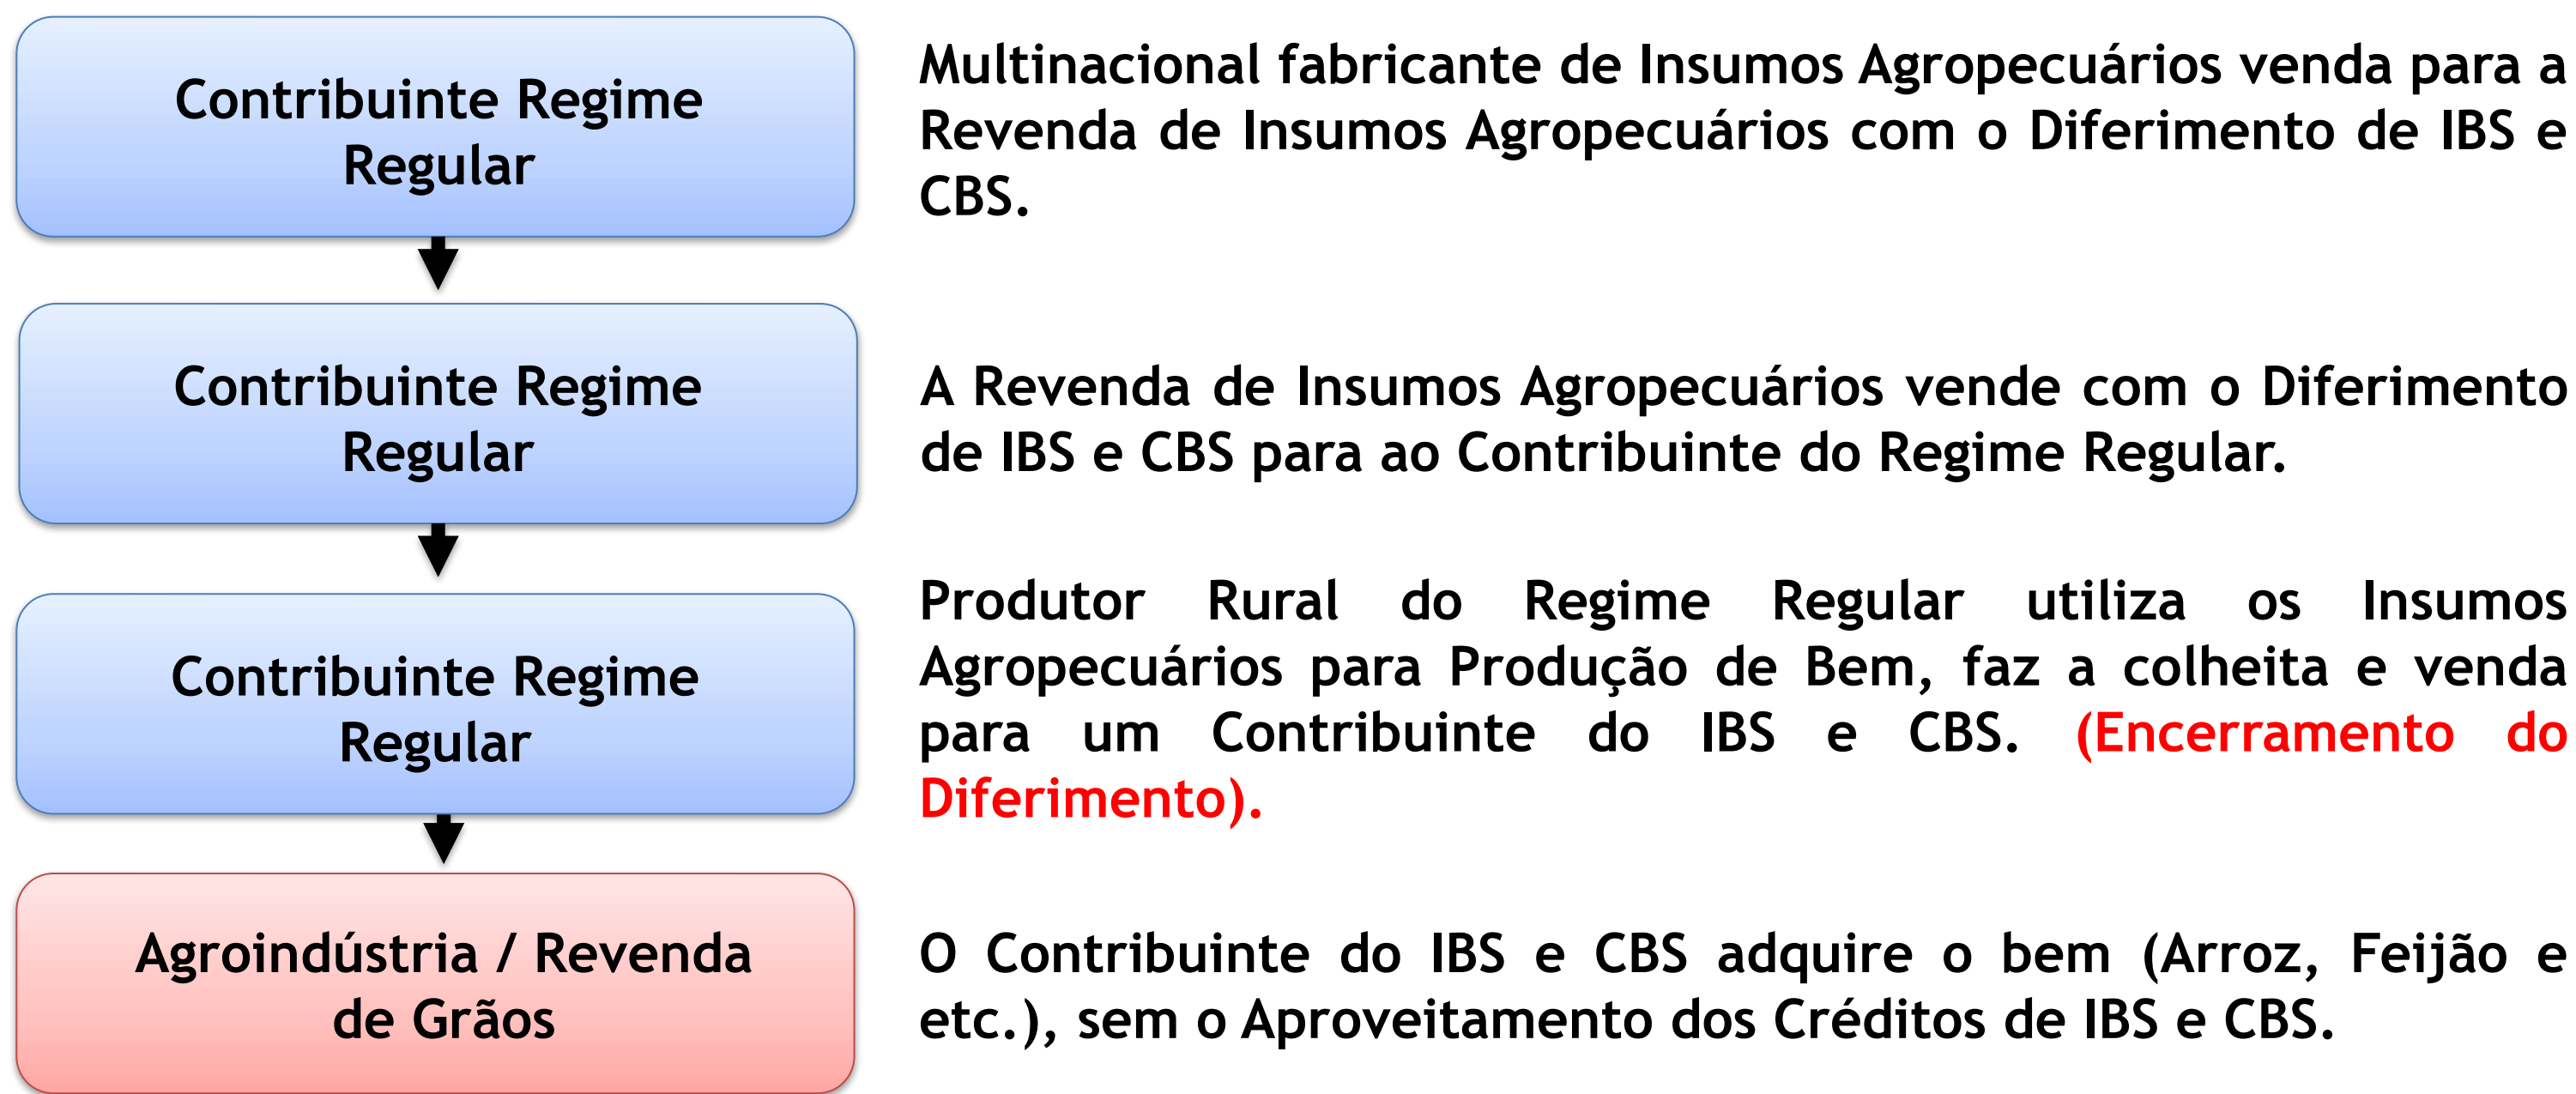 Contribuinte Regime
Regular
Multinacional fabricante de Insumos Agropecuários venda para a
Revenda de Insumos Agropecuários com o Diferimento de IBS e
CBS.
Contribuinte Regime
Regular
A Revenda de Insumos Agropecuários vende com o Diferimento
de IBS e CBS para ao Contribuinte do Regime Regular.
Contribuinte Regime
Regular
Produtor Rural do Regime Regular utiliza os Insumos
Agropecuários para Produção de Bem, faz a colheita e venda
para um Contribuinte do IBS e CBS. (Encerramento do
Diferimento).
Agroindústria / Revenda
de Grãos
O Contribuinte do IBS e CBS adquire o bem (Arroz, Feijão e
etc.), sem o Aproveitamento dos Créditos de IBS e CBS.